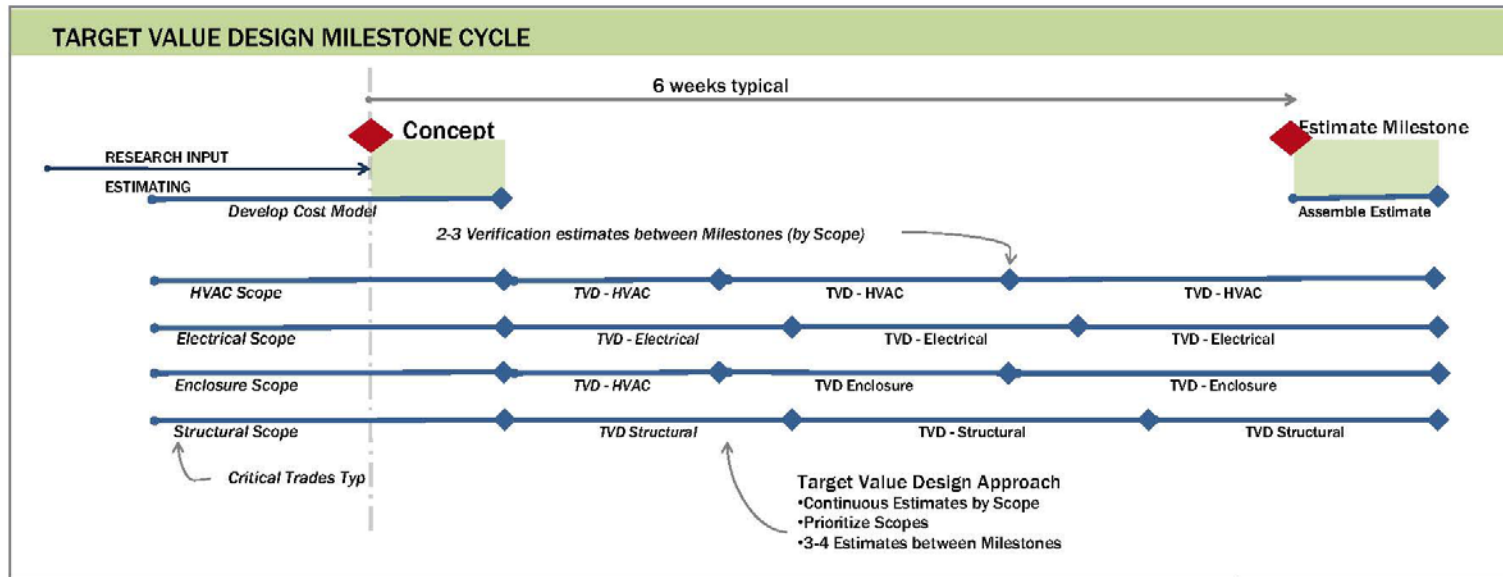 TARGET VALUE DESIGN MILESTONE CYCLE
6 weeks typical
Concept
Estimate Milestone
RESEARCH INPUT
ESTIMATING
Develop Cost Model
Assemble Estimate
2-3 Verification estimates between Milestones (by Scope)
HVAC Scope
TVD - HVAC
TVD - HVAC
TVD - HVAC
Electrical Scope
TVD - Electrical
TVD - Electrical
TVD - Electrical
Enclosure Scope
TVD - HVAC
TVD Enclosure
TVD - Enclosure
Structural Scope
TVD Structural
TVD - Structural
TVD Structural
Critical Trades Typ
Target Value Design Approach
•Continuous Estimates by Scope
•Prioritize Scopes
•3-4 Estimates between Milestones